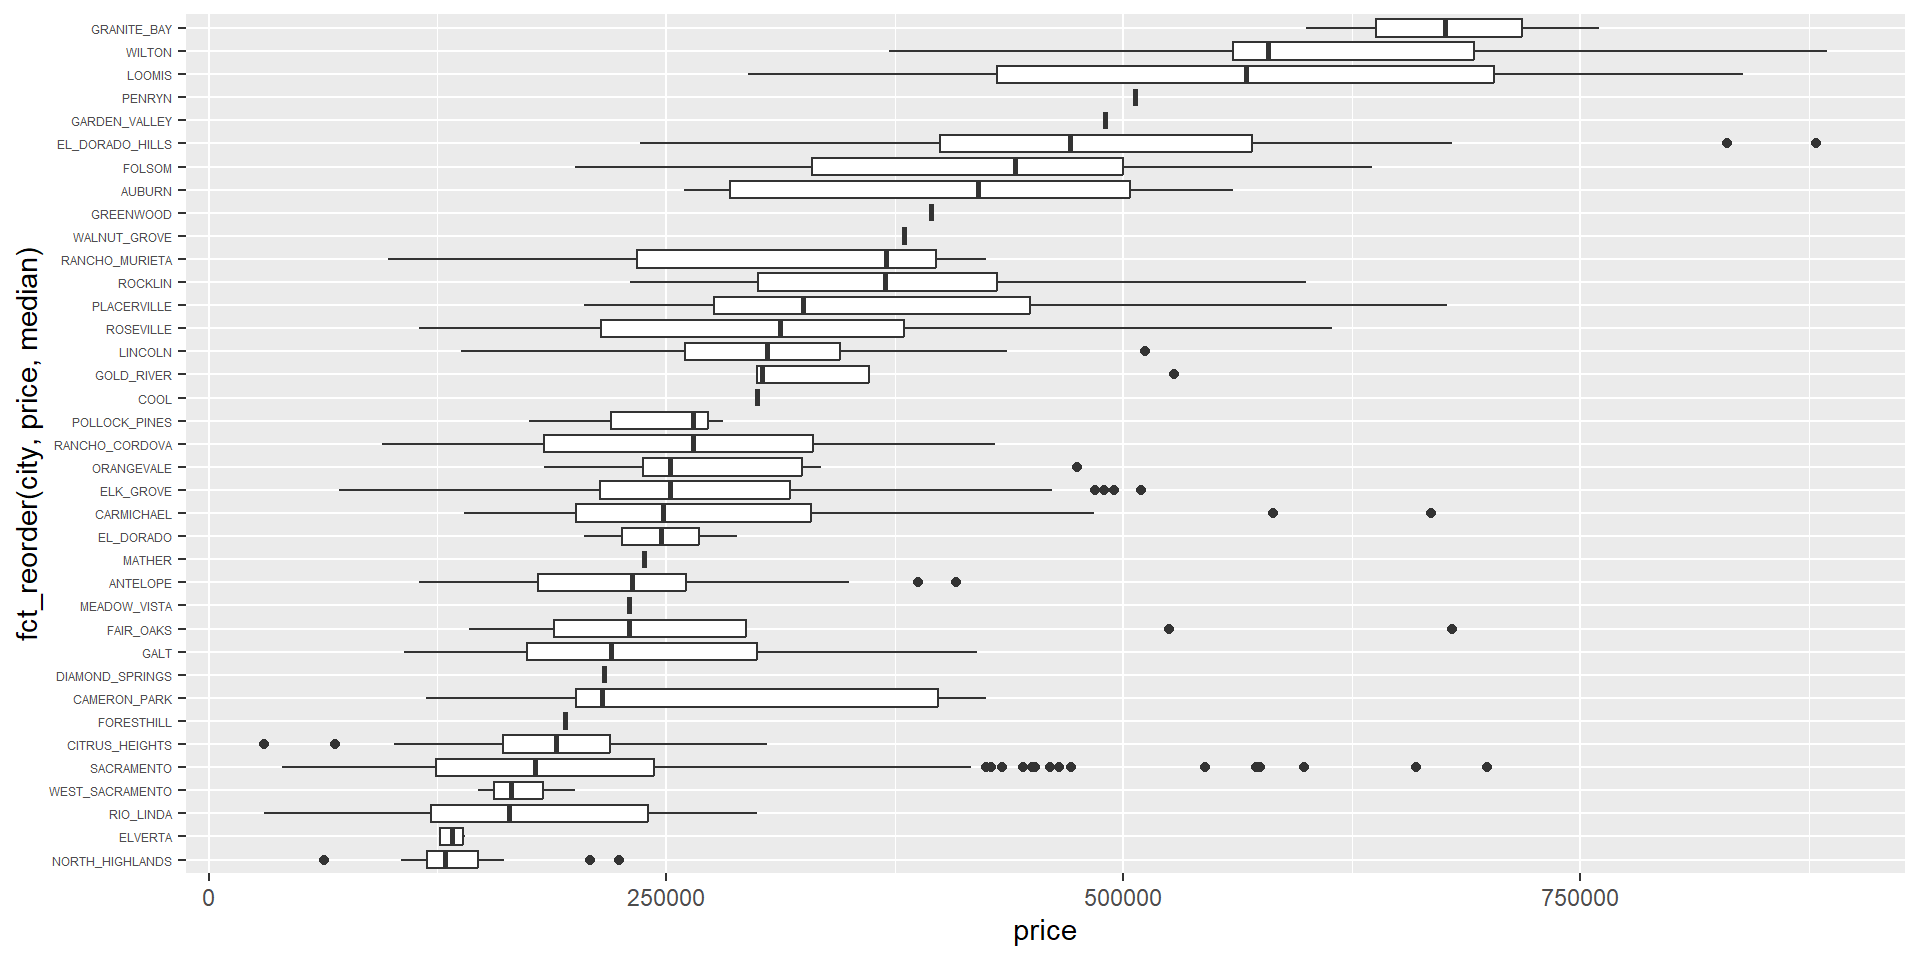 GRANITE_BAY
WILTON
LOOMIS
PENRYN
GARDEN_VALLEY
EL_DORADO_HILLS
FOLSOM
AUBURN
GREENWOOD
WALNUT_GROVE
RANCHO_MURIETA
ROCKLIN
PLACERVILLE
ROSEVILLE
LINCOLN
GOLD_RIVER
COOL
POLLOCK_PINES
RANCHO_CORDOVA
ORANGEVALE
ELK_GROVE
CARMICHAEL
EL_DORADO
MATHER
ANTELOPE
MEADOW_VISTA
FAIR_OAKS
GALT
DIAMOND_SPRINGS
CAMERON_PARK
FORESTHILL
CITRUS_HEIGHTS
SACRAMENTO
WEST_SACRAMENTO
RIO_LINDA
ELVERTA
NORTH_HIGHLANDS
fct_reorder(city, price, median)
0 250000 500000 750000
price